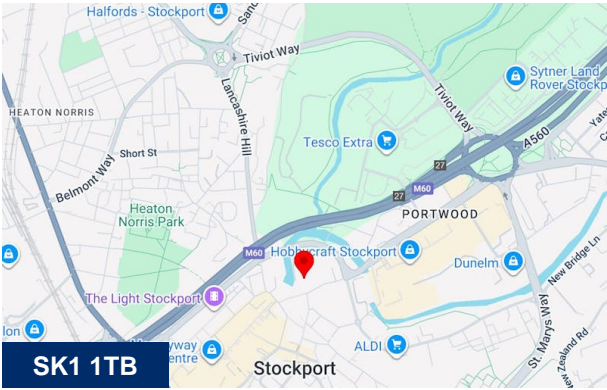 Halfords - Stockport
Tiviot Way
Sytner Land
Rover Stockp
HEATON NORRIS
Lancashire Hill
Tiviot Way
A560
Short St
Tesco Extra
Belmont Way
27
M60
27
Heaton
Norris Park
PORTWOOD
M60
Hobbycraft Stockport
Dunelm
New Bridge Ln
The Light Stockport
St. Marys Way
ALDI
New Zealand Rd
Stockport
SK1 1TB